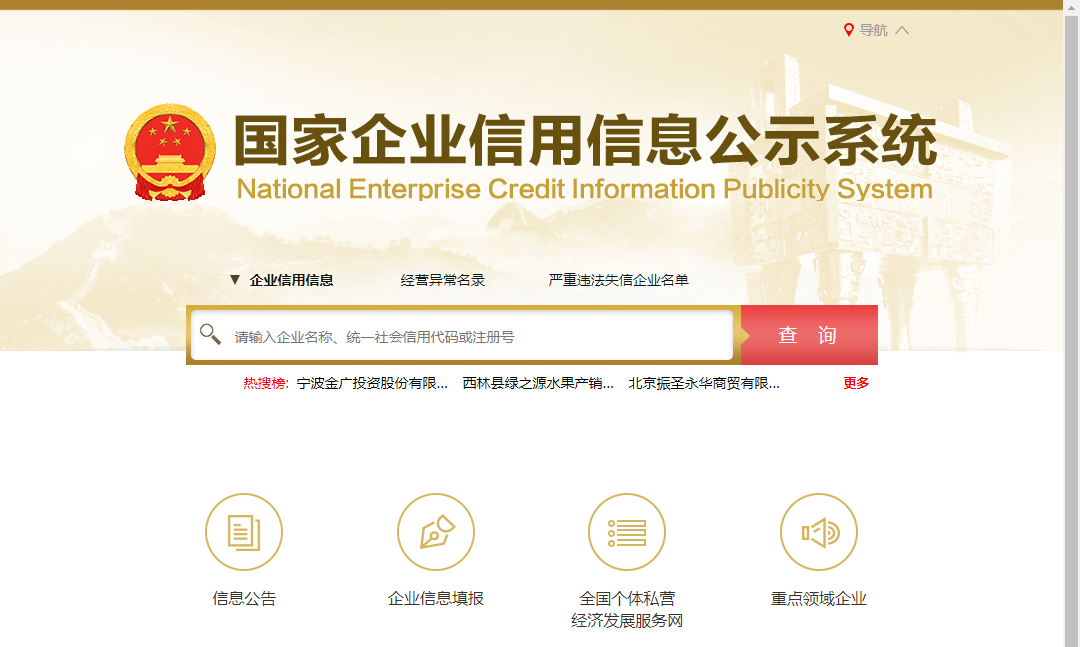 导航
国家企业信用信息公示系统
National Enterprise Credit Information Publicity System
▼ 企业信用信息 经营异常名录 严重违法失信企业名单
请输入企业名称、统一社会信用代码或注册号 查 询
热搜榜: 宁波金广投资股份有限... 西林县绿之源水果产销... 北京振圣永华商贸有限... 更多
信息公告 企业信息填报 全国个体私营 重点领域企业
经济发展服务网